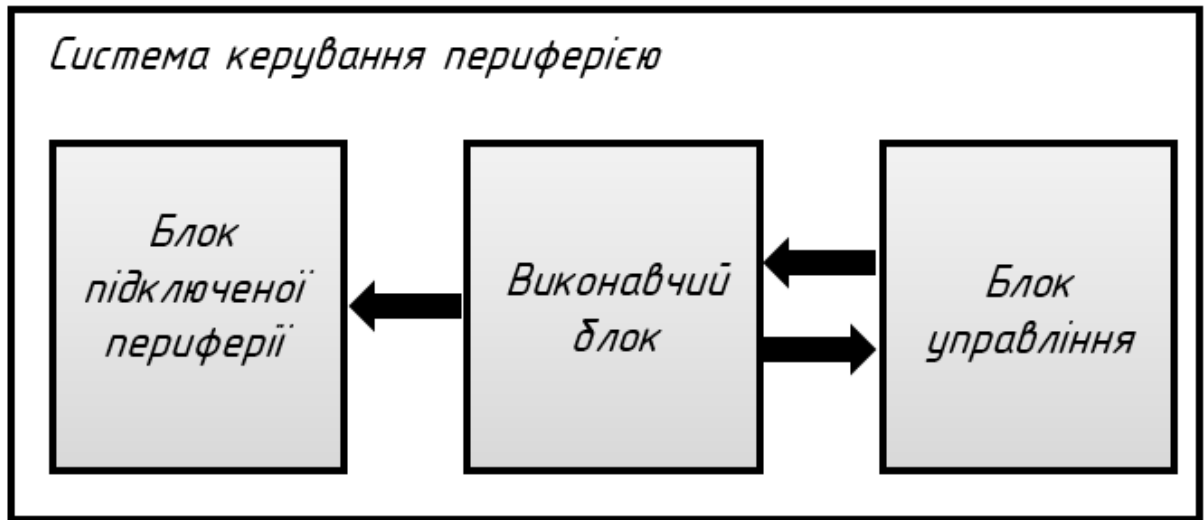 Система керування периферією
Блок
підключеної
периферії
Виконавчий
блок
Блок
управління